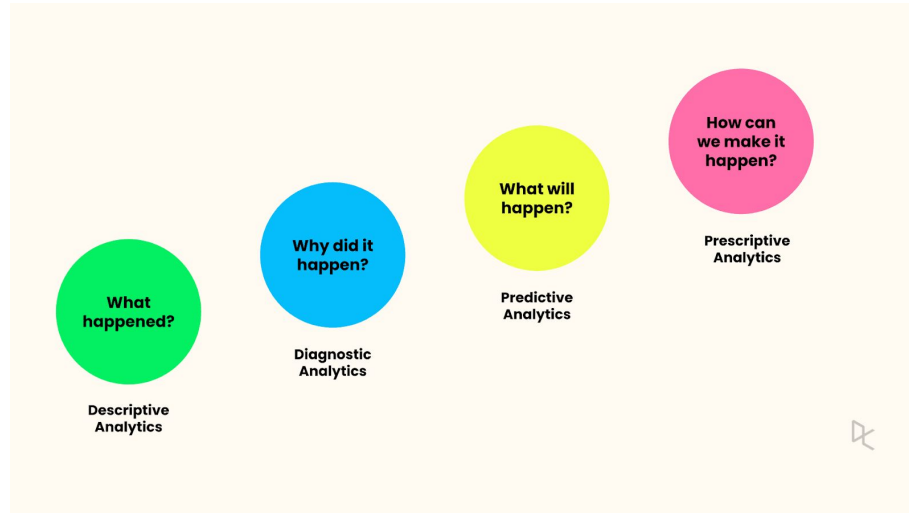 What
happened?
Descriptive
Analytics
Why did it
happen?
Diagnostic
Analytics
What will
happen?
Predictive
Analytics
How can
we make it
happen?
Prescriptive
Analytics